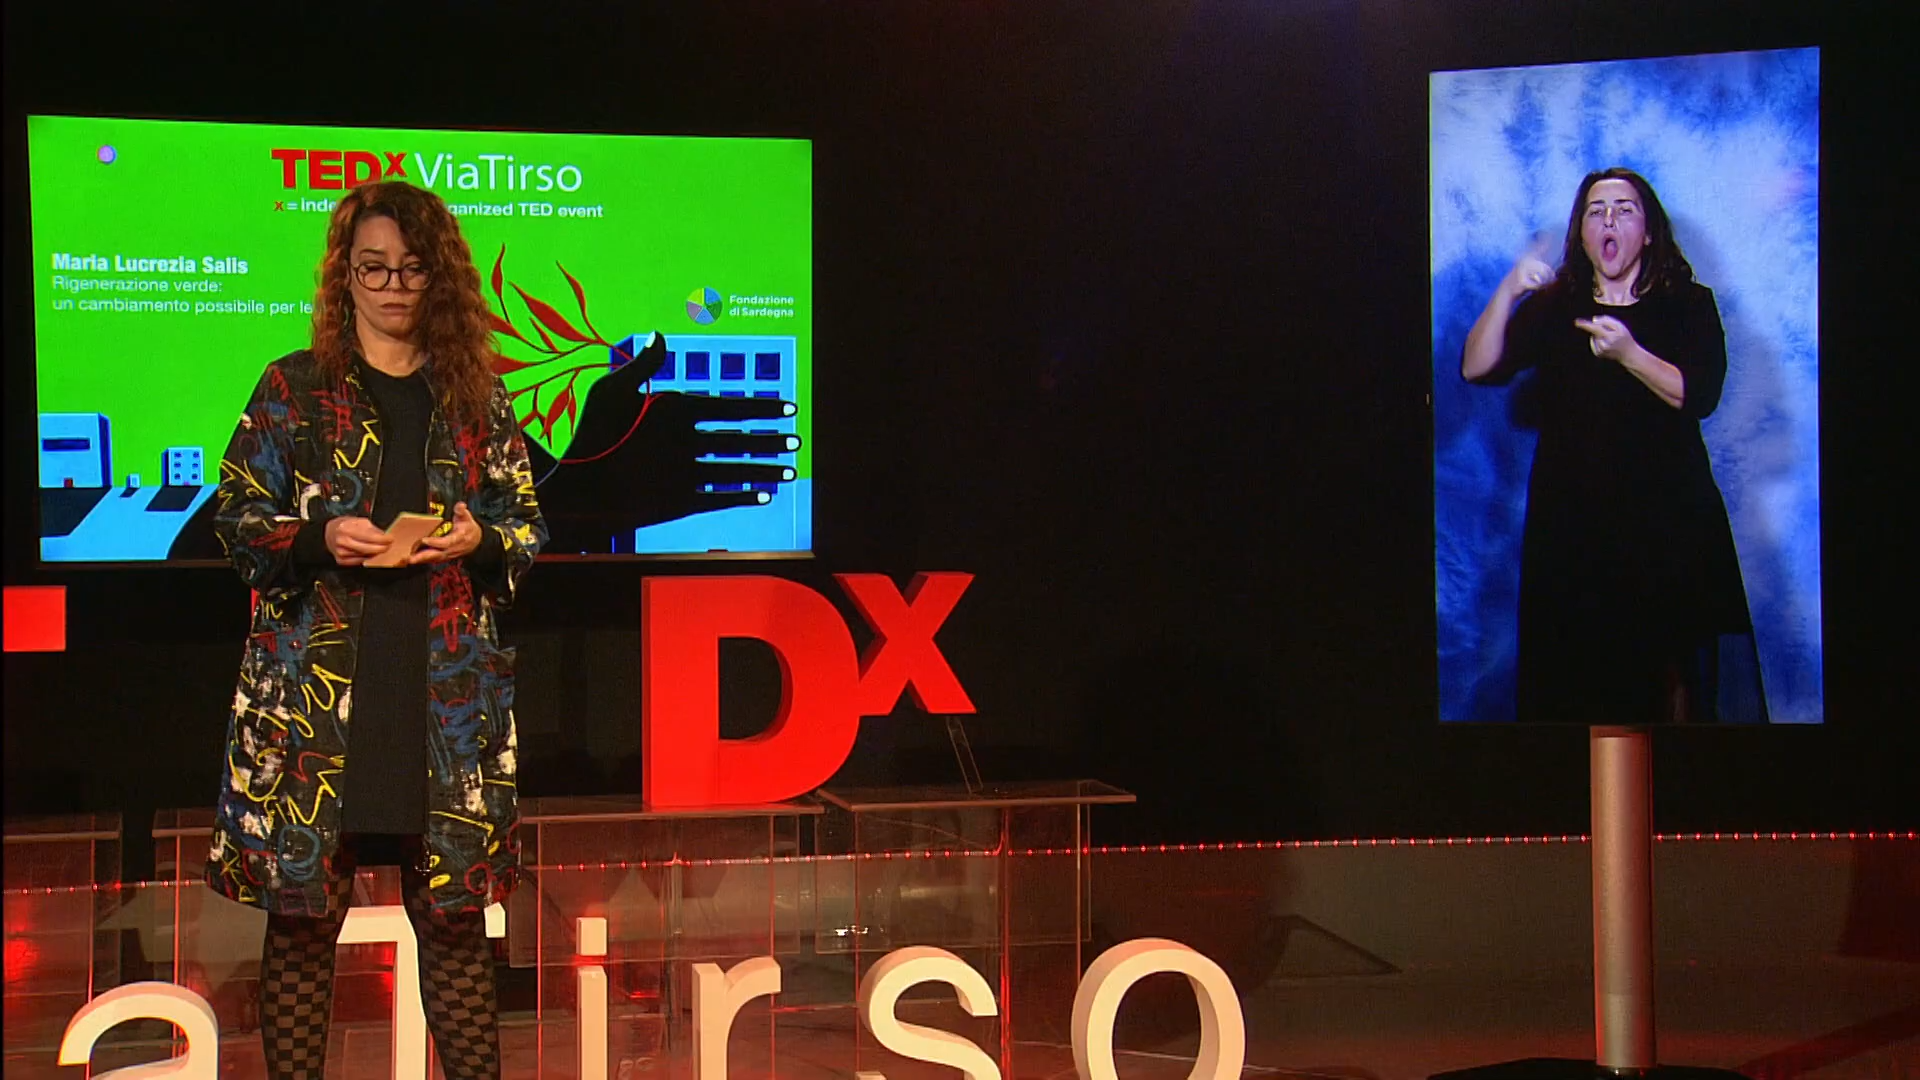 TEDx ViaTirso
x = inde ganized TED event
Maria Lucrezia Salis
Rigenerazione verde:
un cambiamento possibile per le
Fondazione
di Sardegna
Dx
aTirso